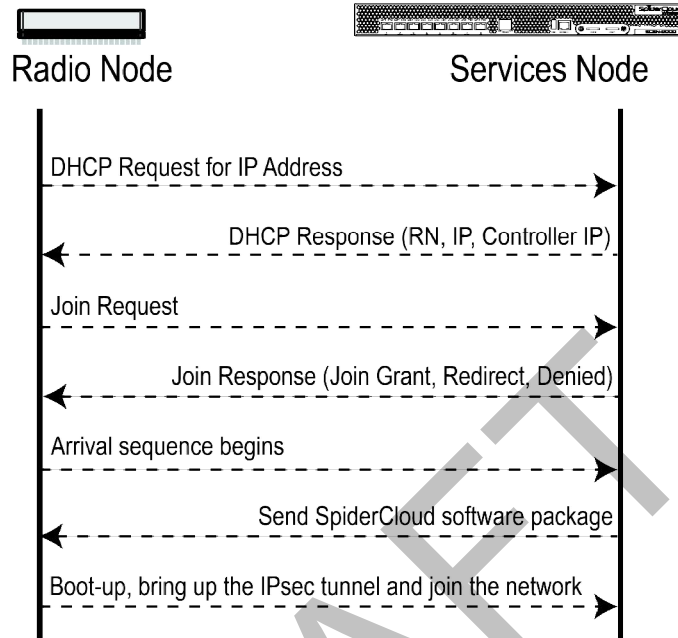 SpiderCloud
Radio Node
Services Node
DHCP Request for IP Address
DHCP Response (RN, IP, Controller IP)
Join Request
Join Response (Join Grant, Redirect, Denied)
Arrival sequence begins
Send SpiderCloud software package
Boot-up, bring up the IPsec tunnel and join the network